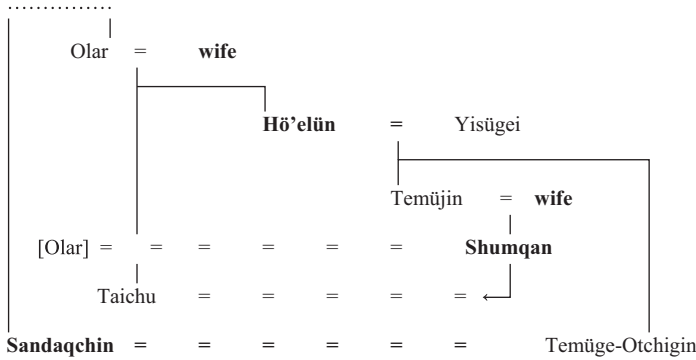 ...............
Olar = wife
Hö’elün = Yisügei
Temüjin = wife
[Olar] = = = = = = Shumqan
Taichu = = = = = =
Sandaqchin = = = = = = Temüge-Otchigin